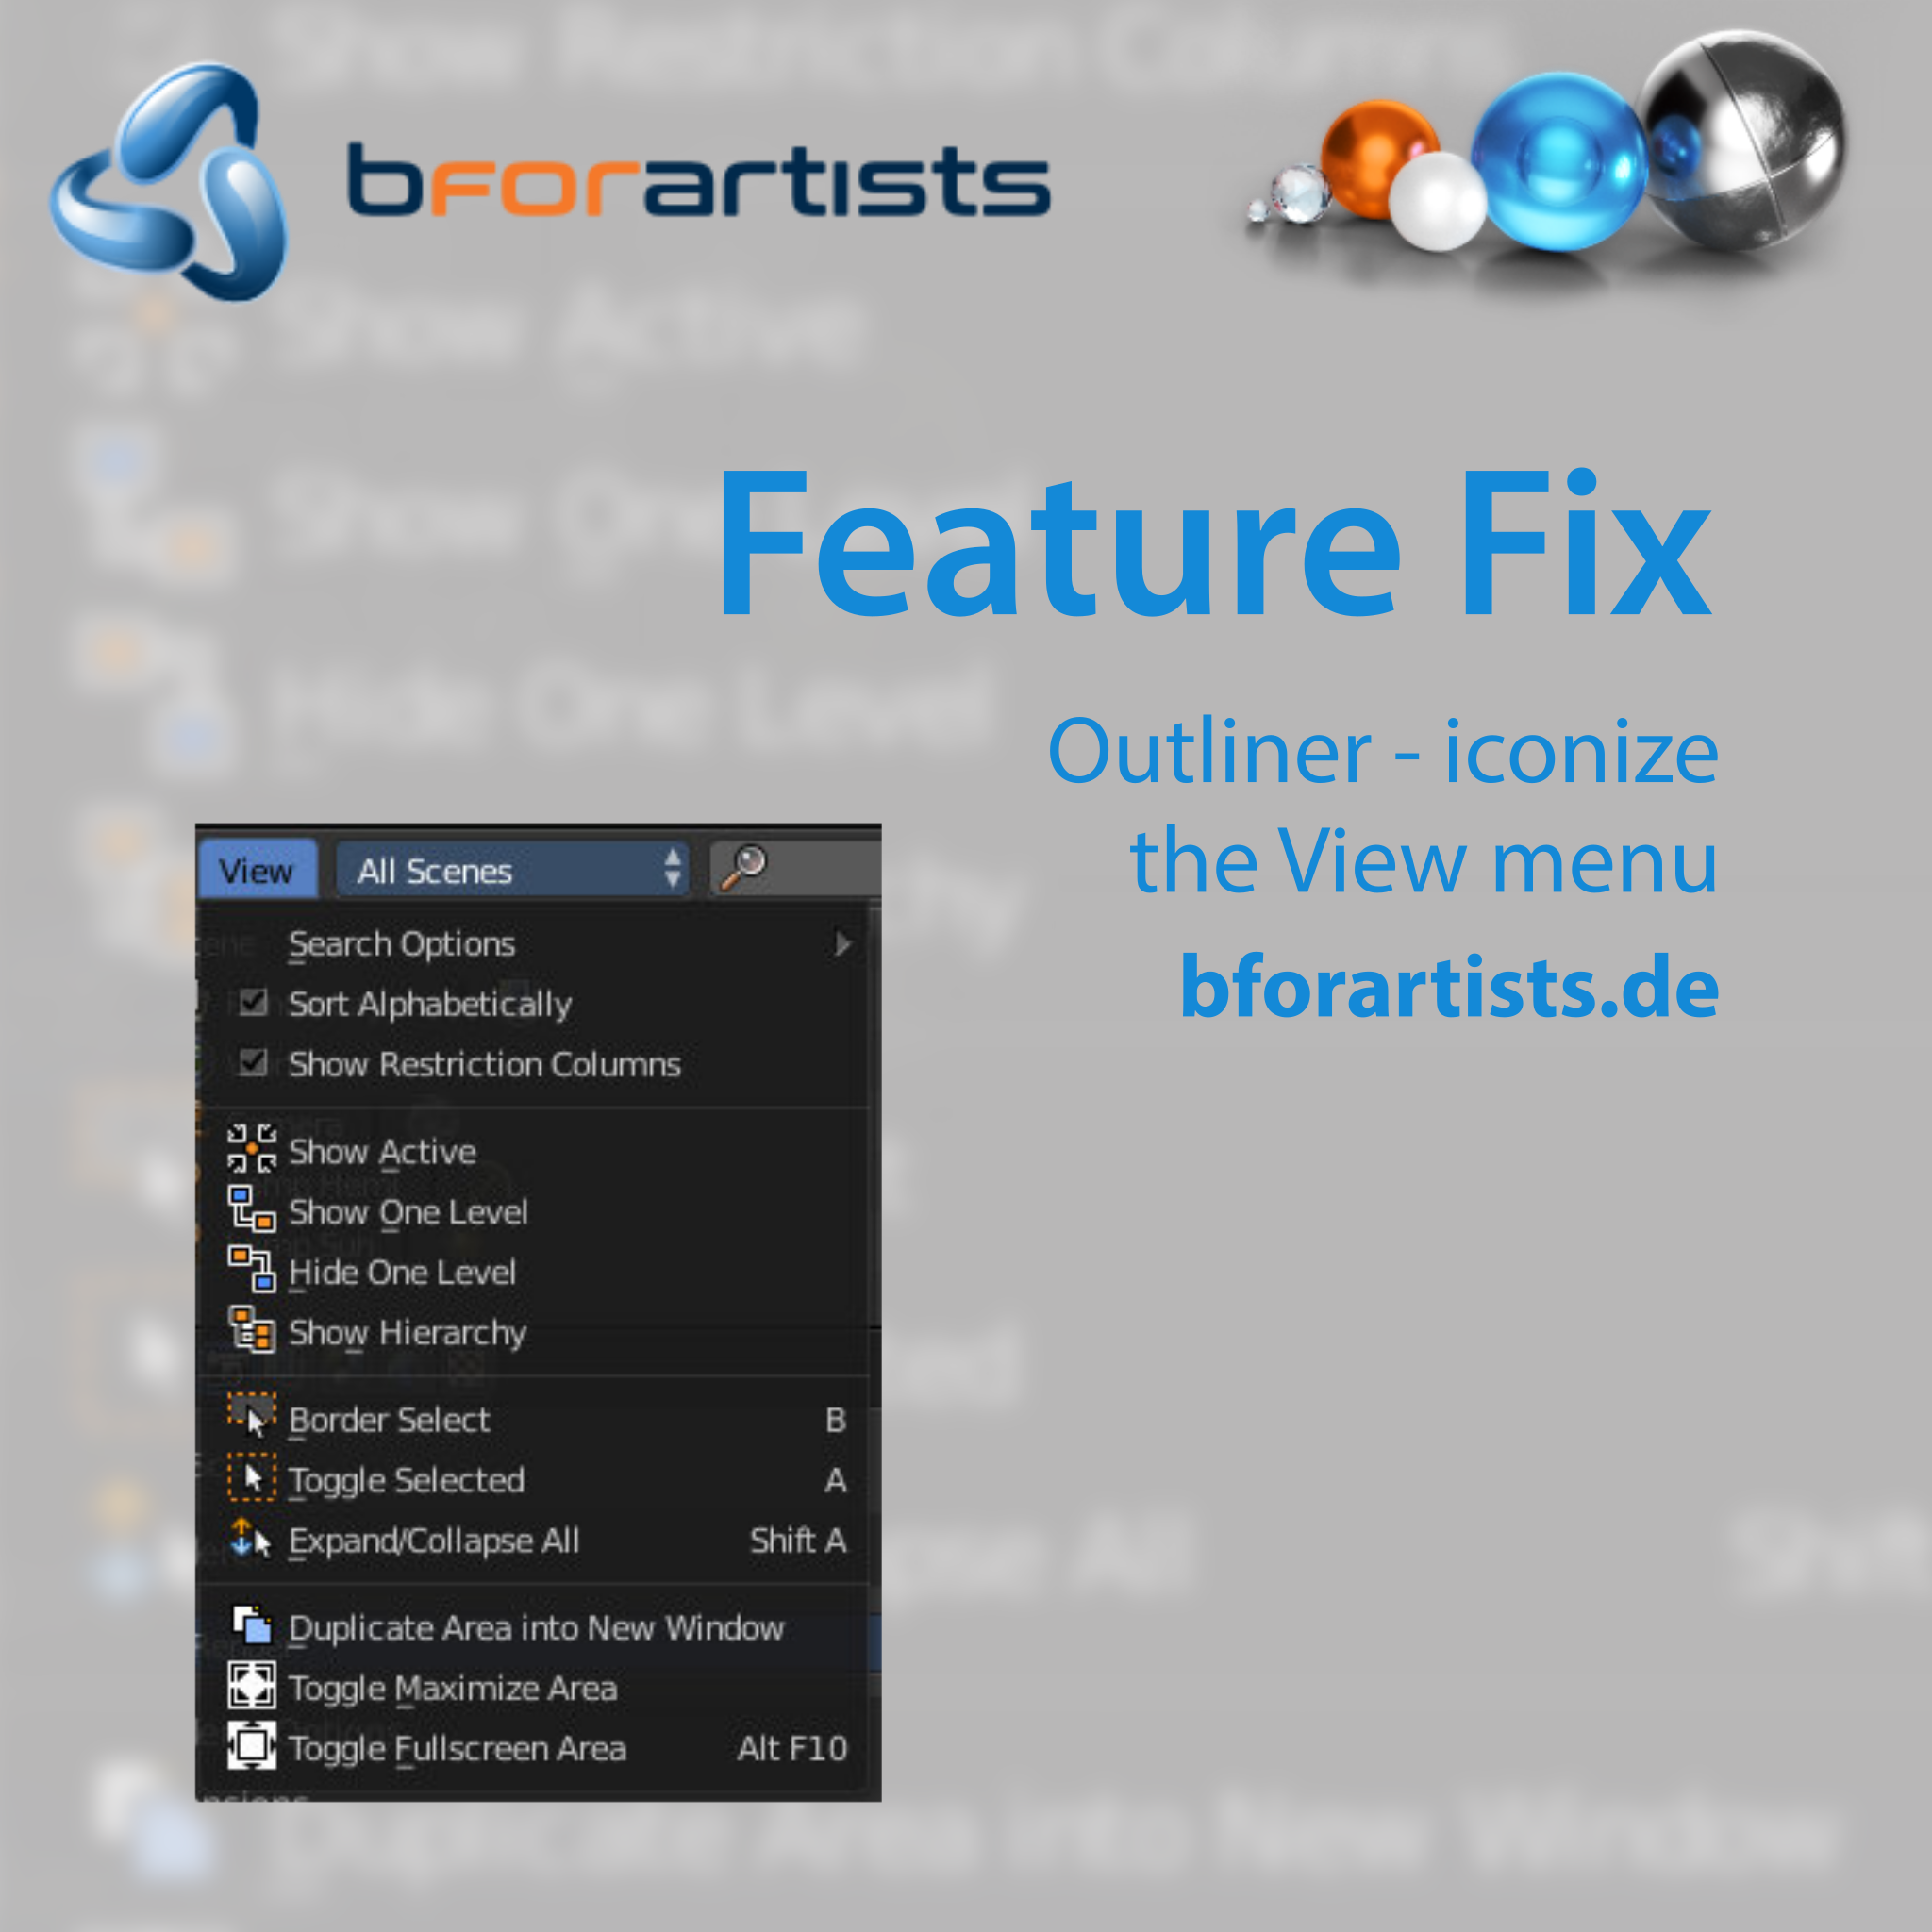 bforartists
Feature Fix
Outliner - iconize
the View menu
bforartists.de
View All Scenes
Search Options
Sort Alphabetically
Show Restriction Columns
Show Active
Show One Level
Hide One Level
Show Hierarchy
Border Select B
Toggle Selected A
Expand/Collapse All Shift A
Duplicate Area into New Window
Toggle Maximize Area
Toggle Fullscreen Area Alt F10